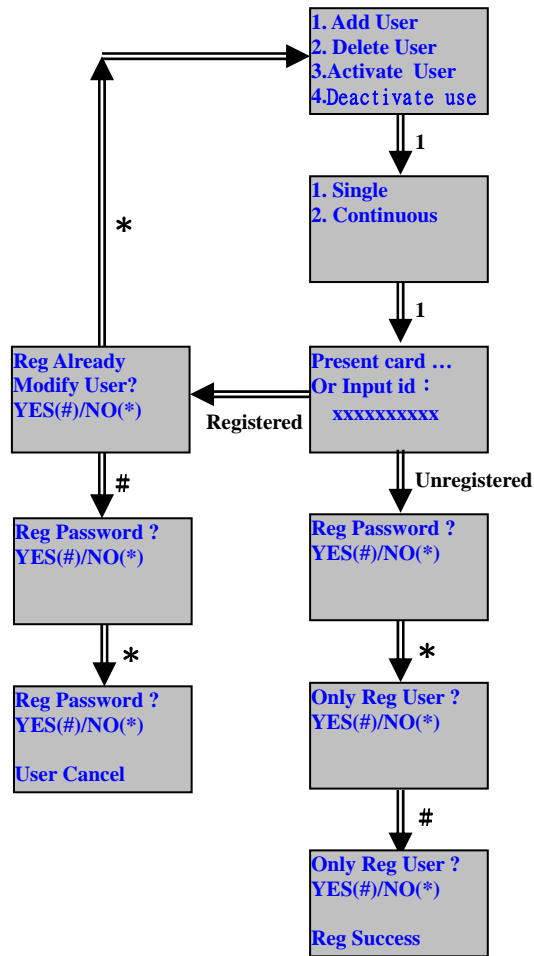 1. Add User
2. Delete User
3.Activate User
4.Deactivate use
1
1. Single
2. Continuous
*
1
Reg Already
Modify User?
YES(#)/NO(*)
Present card ...
Or Input id：
xxxxxxxxxx
Registered
#
Unregistered
Reg Password ?
YES(#)/NO(*)
Reg Password ?
YES(#)/NO(*)
*
*
Reg Password ?
YES(#)/NO(*)
User Cancel
Only Reg User ?
YES(#)/NO(*)
#
Only Reg User ?
YES(#)/NO(*)
Reg Success